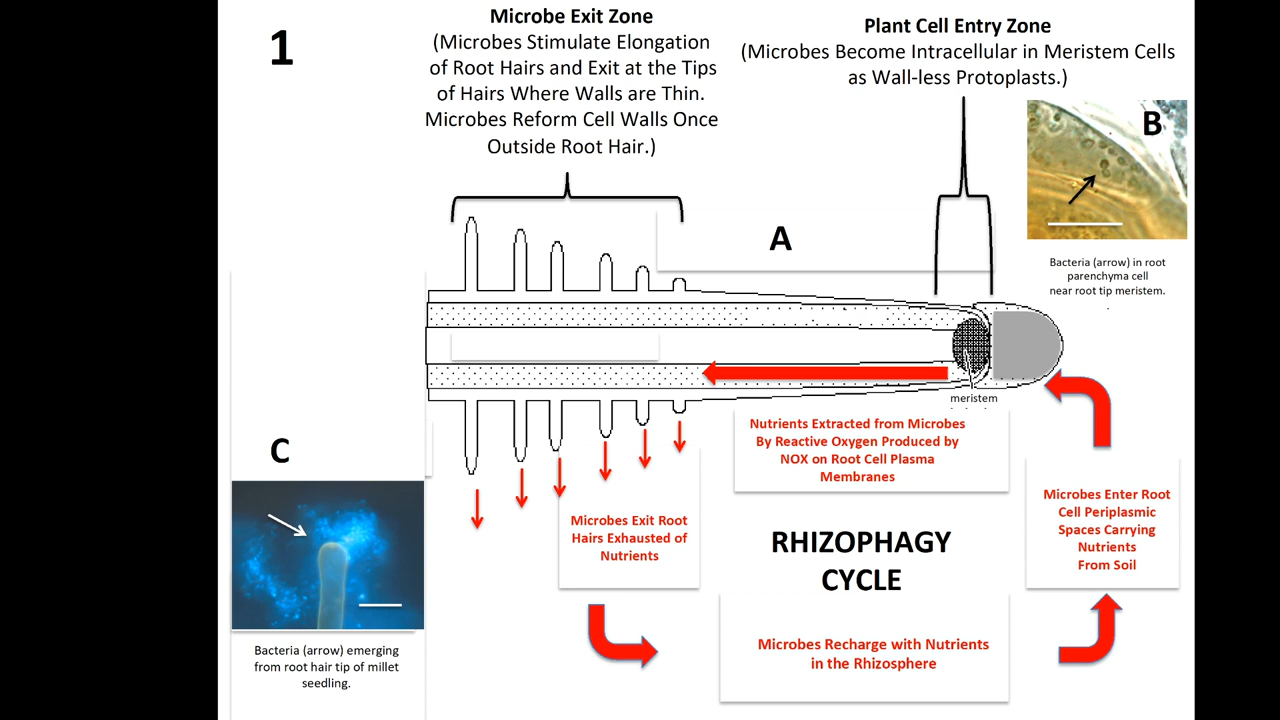 1
Microbe Exit Zone
(Microbes Stimulate Elongation
of Root Hairs and Exit at the Tips
of Hairs Where Walls are Thin.
Microbes Reform Cell Walls Once
Outside Root Hair.)
Plant Cell Entry Zone
(Microbes Become Intracellular in Meristem Cells
as Wall-less Protoplasts.)
B
A
Bacteria (arrow) in root
parenchyma cell
near root tip meristem.
meristem
Nutrients Extracted from Microbes
By Reactive Oxygen Produced by
NOX on Root Cell Plasma
Membranes
C
Microbes Exit Root
Hairs Exhausted of
Nutrients
Microbes Enter Root
Cell Periplasmic
Spaces Carrying
Nutrients
From Soil
RHIZOPHAGY
CYCLE
Microbes Recharge with Nutrients
in the Rhizosphere
Bacteria (arrow) emerging
from root hair tip of millet
seedling.